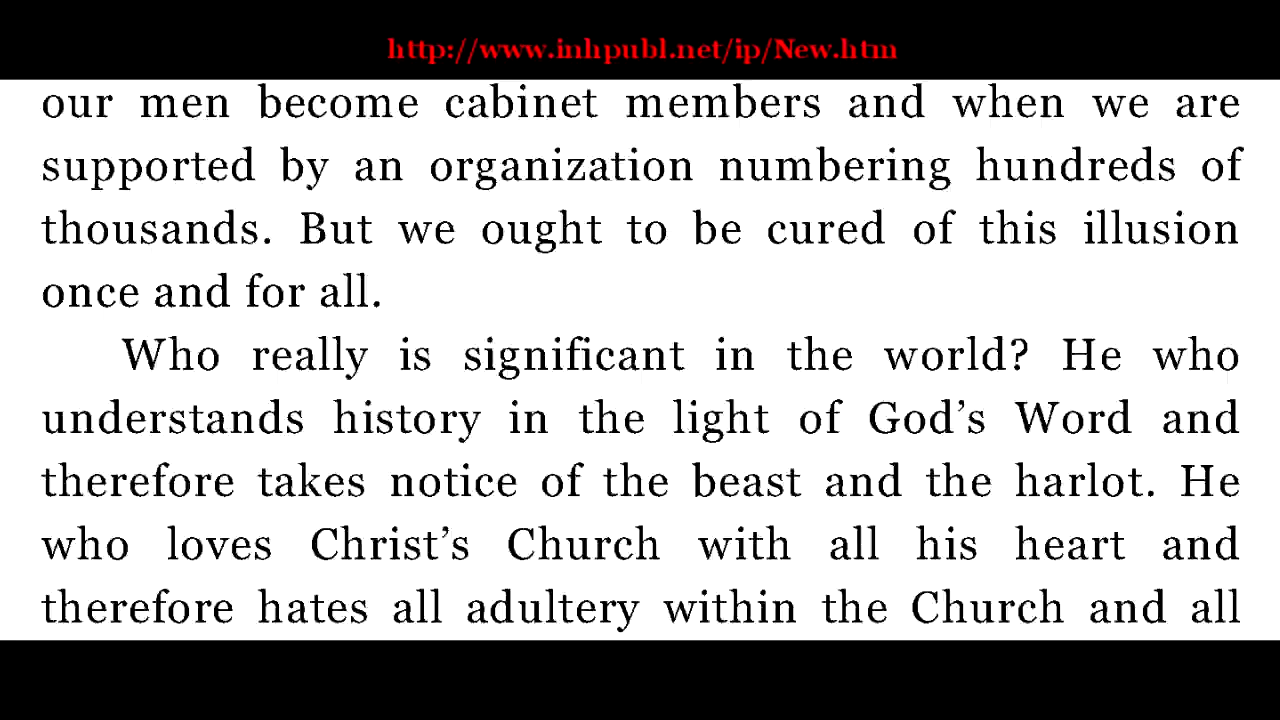 http://www.inhpubl.net/ip/New.htm
our men become cabinet members and when we are
supported by an organization numbering hundreds of
thousands. But we ought to be cured of this illusion
once and for all.
Who really is significant in the world? He who
understands history in the light of God’s Word and
therefore takes notice of the beast and the harlot. He
who loves Christ’s Church with all his heart and
therefore hates all adultery within the Church and all